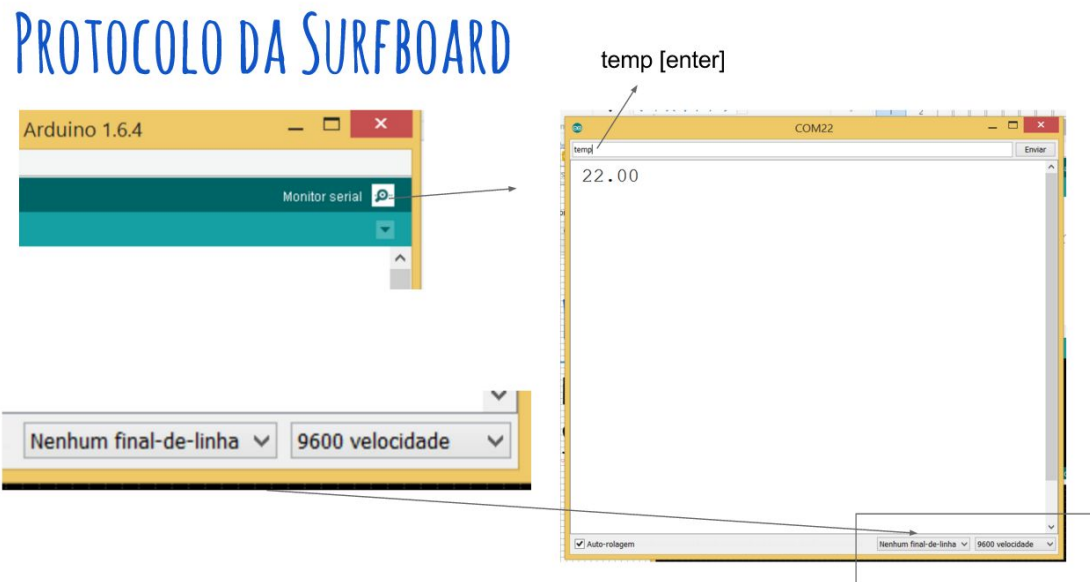 PROTOCOLO DA SURFBOARD
temp [enter]
Arduino 1.6.4
Monitor serial
COM22
temp
Enviar
22.00
Nenhum final-de-linha
9600 velocidade
Auto-rolagem
Nenhum final-de-linha
9600 velocidade